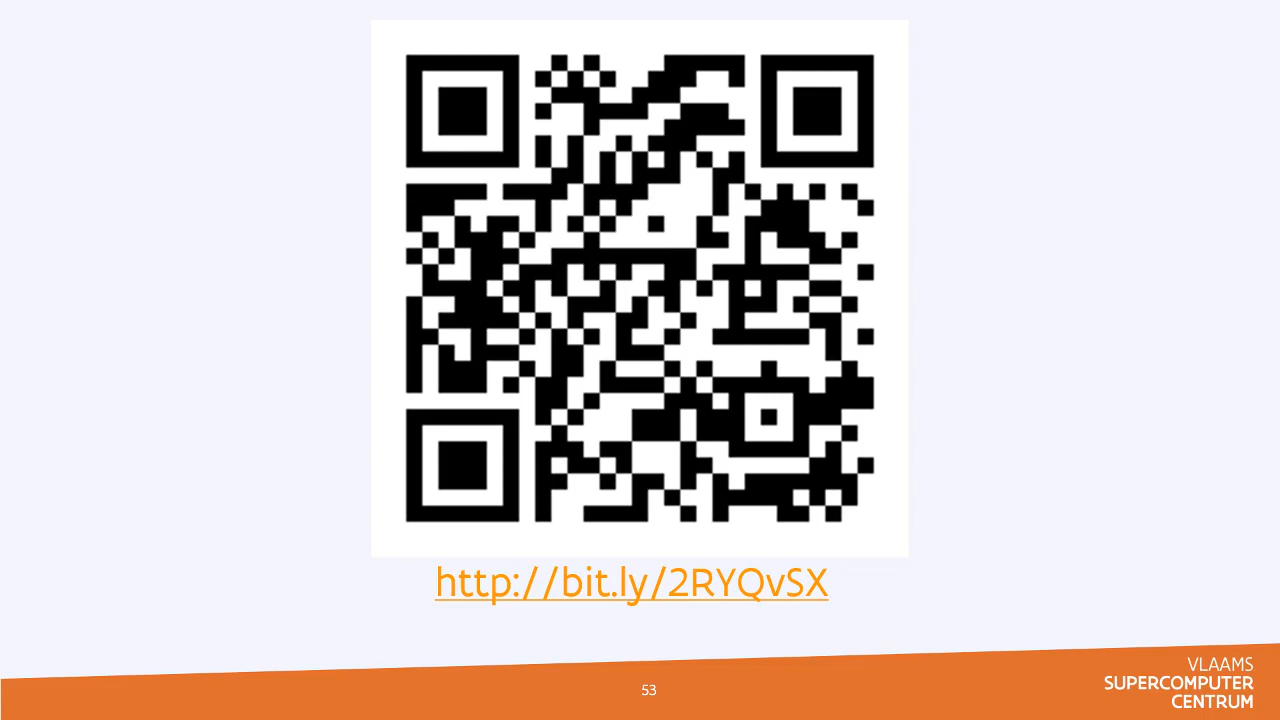 http://bit.ly/2RYQvSX
53
VLAAMS
SUPERCOMPUTER
CENTRUM